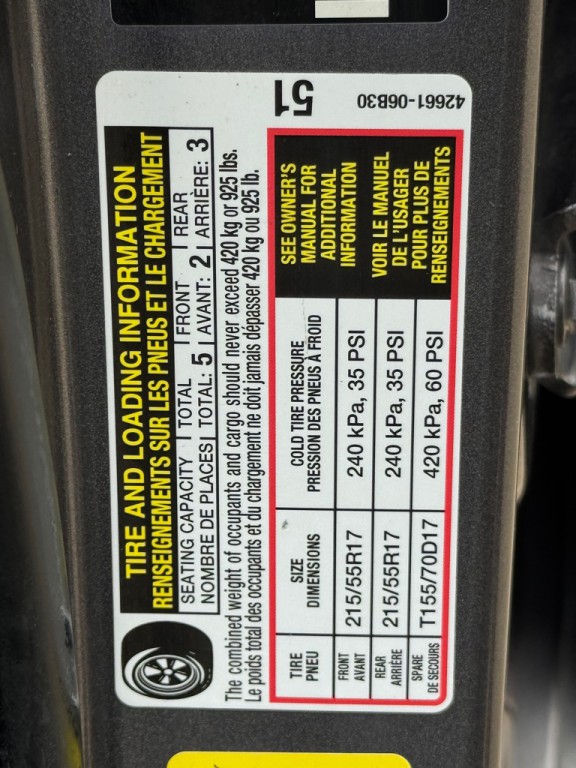 TIRE AND LOADING INFORMATION
RENSEIGNEMENTS SUR LES PNEUS ET LE CHARGEMENT
SEATING CAPACITY | TOTAL | FRONT | REAR
NOMBRE DE PLACES | TOTAL: 5 | AVANT: 2 | ARRIÈRE: 3
The combined weight of occupants and cargo should never exceed 420 kg or 925 lbs.
Le poids total des occupants et du chargement ne doit jamais dépasser 420 kg ou 925 lb.
TIRE
PNEU
SIZE
DIMENSIONS
COLD TIRE PRESSURE
PRESSION DES PNEUS À FROID
FRONT
AVANT
215/55R17
240 kPa, 35 PSI
REAR
ARRIÈRE
215/55R17
240 kPa, 35 PSI
SPARE
DE SECOURS
T155/70D17
420 kPa, 60 PSI
SEE OWNER'S
MANUAL FOR
ADDITIONAL
INFORMATION
VOIR LE MANUEL
DE L'USAGER
POUR PLUS DE
RENSEIGNEMENTS
51
42661-06B30